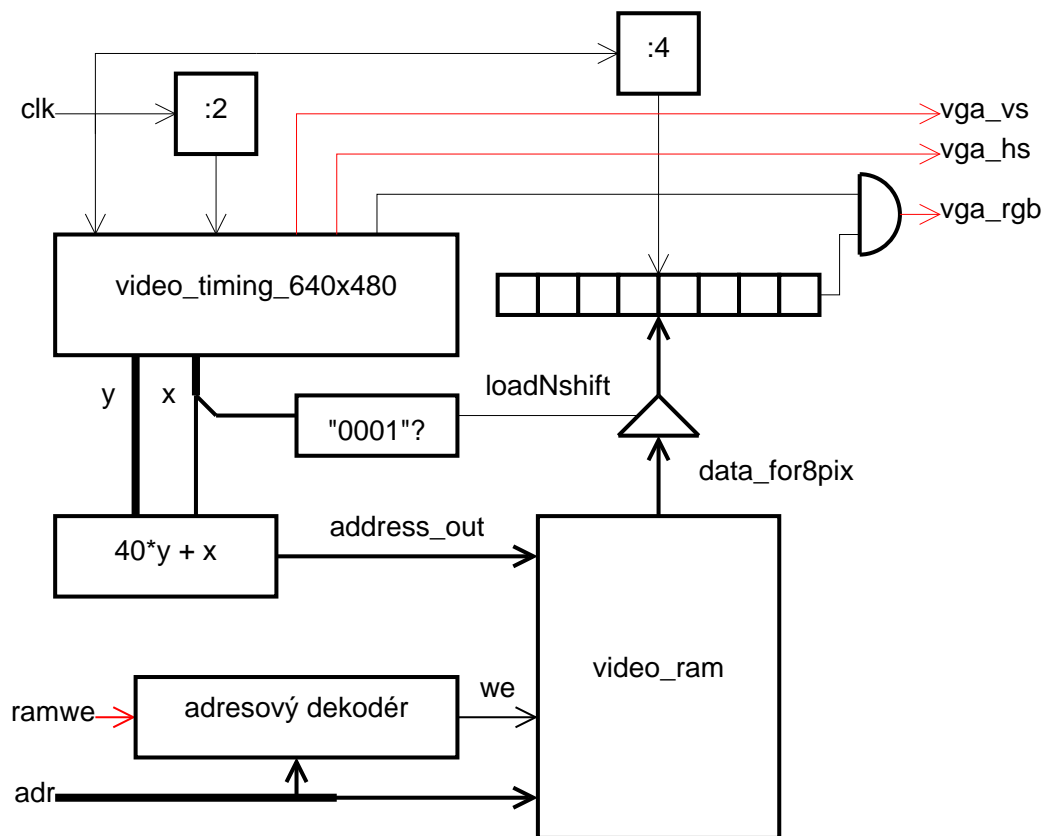 :4
clk
:2
vga_vs
vga_hs
vga_rgb
video_timing_640x480
y
x
loadNshift
"0001"?
data_for8pix
40*y + x
address_out
video_ram
ramwe
adresový dekodér
we
adr